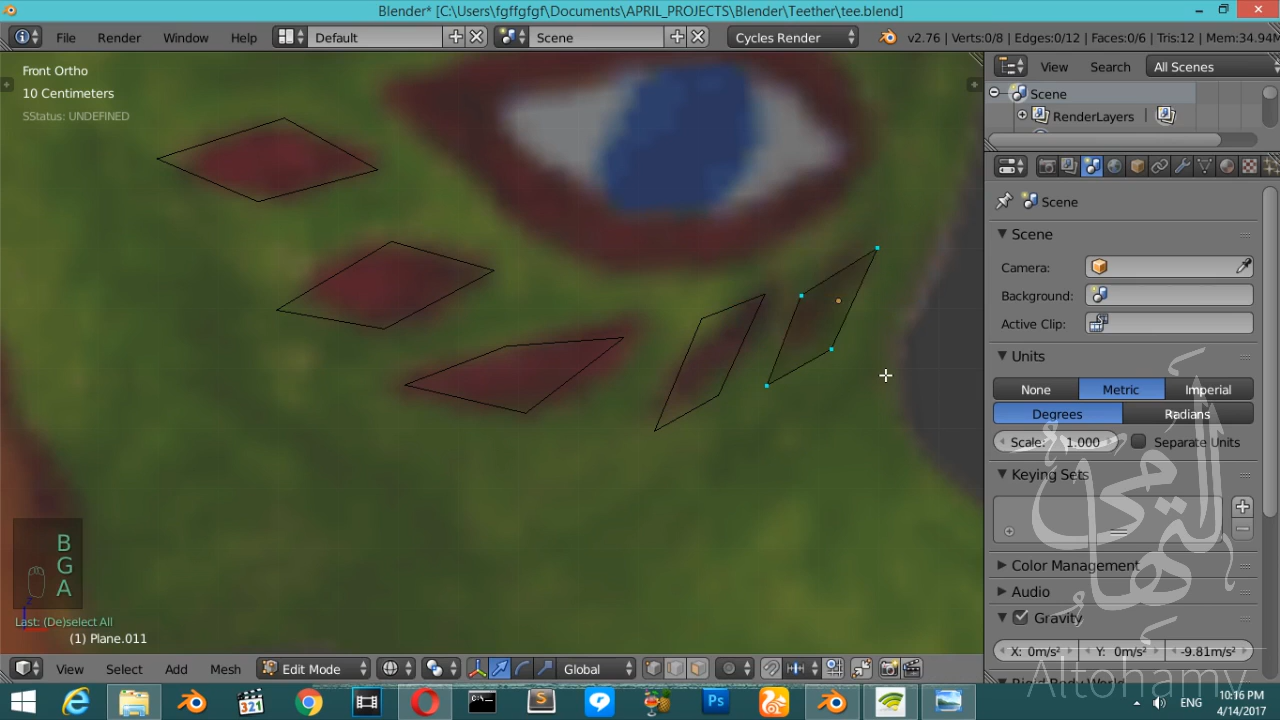 Blender* [C:\Users\fgffgfgf\Documents\APRIL_PROJECTS\Blender\Teether\tee.blend]
File Render Window Help Default Scene Cycles Render v2.76 | Verts:0/8 | Edges:0/12 | Faces:0/6 | Tris:12 | Mem:34.94M
Front Ortho
10 Centimeters
SStatus: UNDEFINED
View Search All Scenes
Scene
RenderLayers
Scene
Scene
Camera:
Background:
Active Clip:
Units
None Metric Imperial
Degrees Radians
Scale: 1.000 Separate Units
Keying Sets
Color Management
Audio
Gravity
X: 0m/s² Y: 0m/s² -9.81m/s²
B
G
A
Last: (De)select All
(1) Plane.011
View Select Add Mesh Edit Mode Global
التهامي
Altohamy
321
Ps
ENG
10:16 PM
4/14/2017